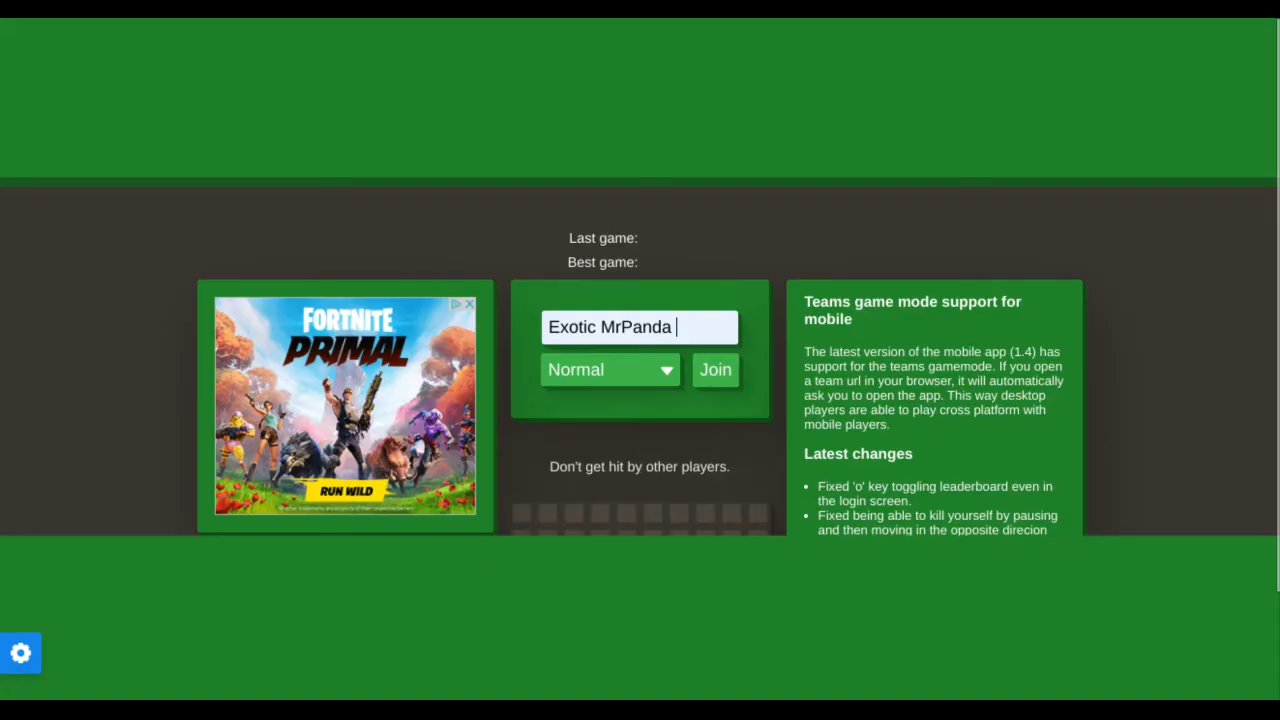 Last game:
Best game:
FORTNITE
PRIMAL
RUN WILD
Exotic MrPanda
Normal
Join
Don't get hit by other players.
Teams game mode support for
mobile
The latest version of the mobile app (1.4) has
support for the teams gamemode. If you open
a team url in your browser, it will automatically
ask you to open the app. This way desktop
players are able to play cross platform with
mobile players.
Latest changes
• Fixed 'o' key toggling leaderboard even in
the login screen.
• Fixed being able to kill yourself by pausing
and then moving in the opposite direcion